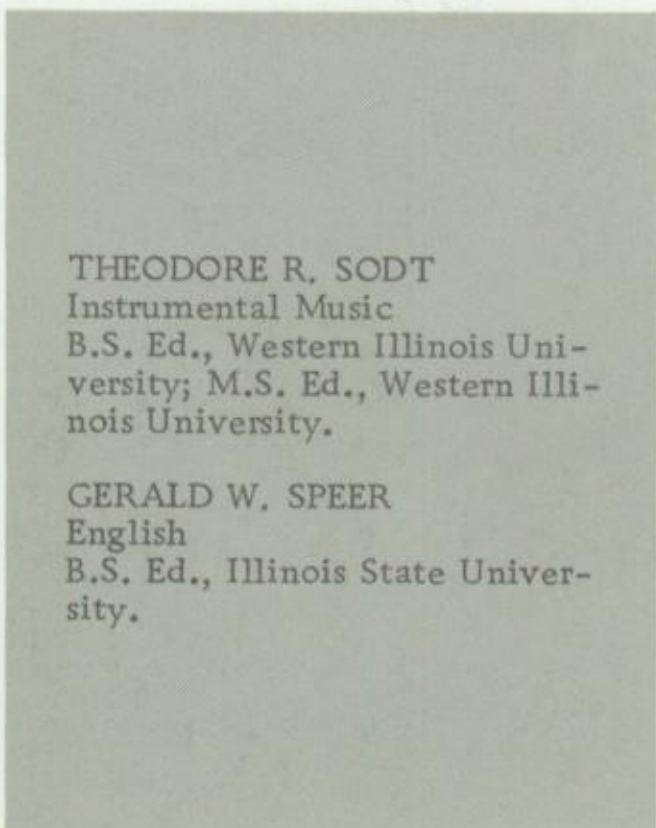 THEODORE R. SODT
Instrumental Music
B.S. Ed., Western Illinois Uni-
versity; M.S. Ed., Western Illi-
nois University.
GERALD W. SPEER
English
B.S. Ed., Illinois State Univer-
sity.